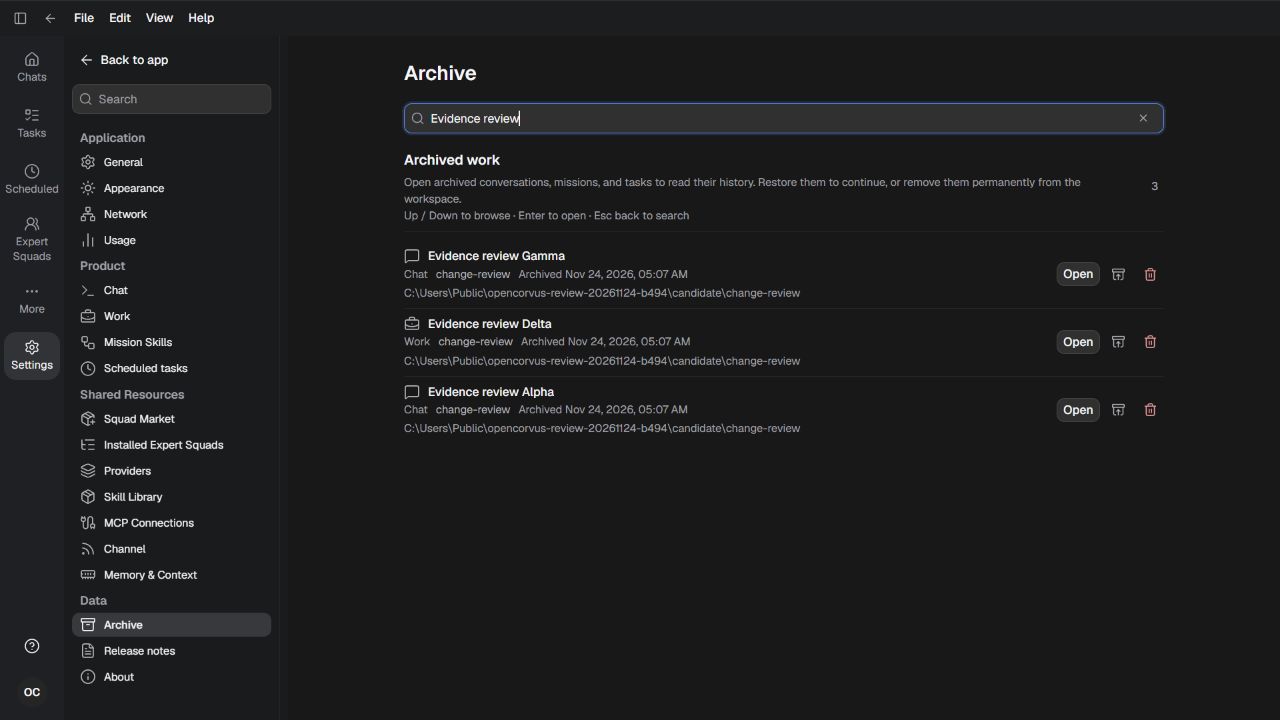 File Edit View Help
Chats
Tasks
Scheduled
Expert
Squads
More
Settings
OC
Back to app
Search
Application
General
Appearance
Network
Usage
Product
Chat
Work
Mission Skills
Scheduled tasks
Shared Resources
Squad Market
Installed Expert Squads
Providers
Skill Library
MCP Connections
Channel
Memory & Context
Data
Archive
Release notes
About
Archive
Evidence review
Archived work
Open archived conversations, missions, and tasks to read their history. Restore them to continue, or remove them permanently from the
workspace.
3
Up / Down to browse · Enter to open · Esc back to search
Evidence review Gamma
Chat change-review Archived Nov 24, 2026, 05:07 AM
C:\Users\Public\opencorvus-review-20261124-b494\candidate\change-review
Open
Evidence review Delta
Work change-review Archived Nov 24, 2026, 05:07 AM
C:\Users\Public\opencorvus-review-20261124-b494\candidate\change-review
Open
Evidence review Alpha
Chat change-review Archived Nov 24, 2026, 05:07 AM
C:\Users\Public\opencorvus-review-20261124-b494\candidate\change-review
Open